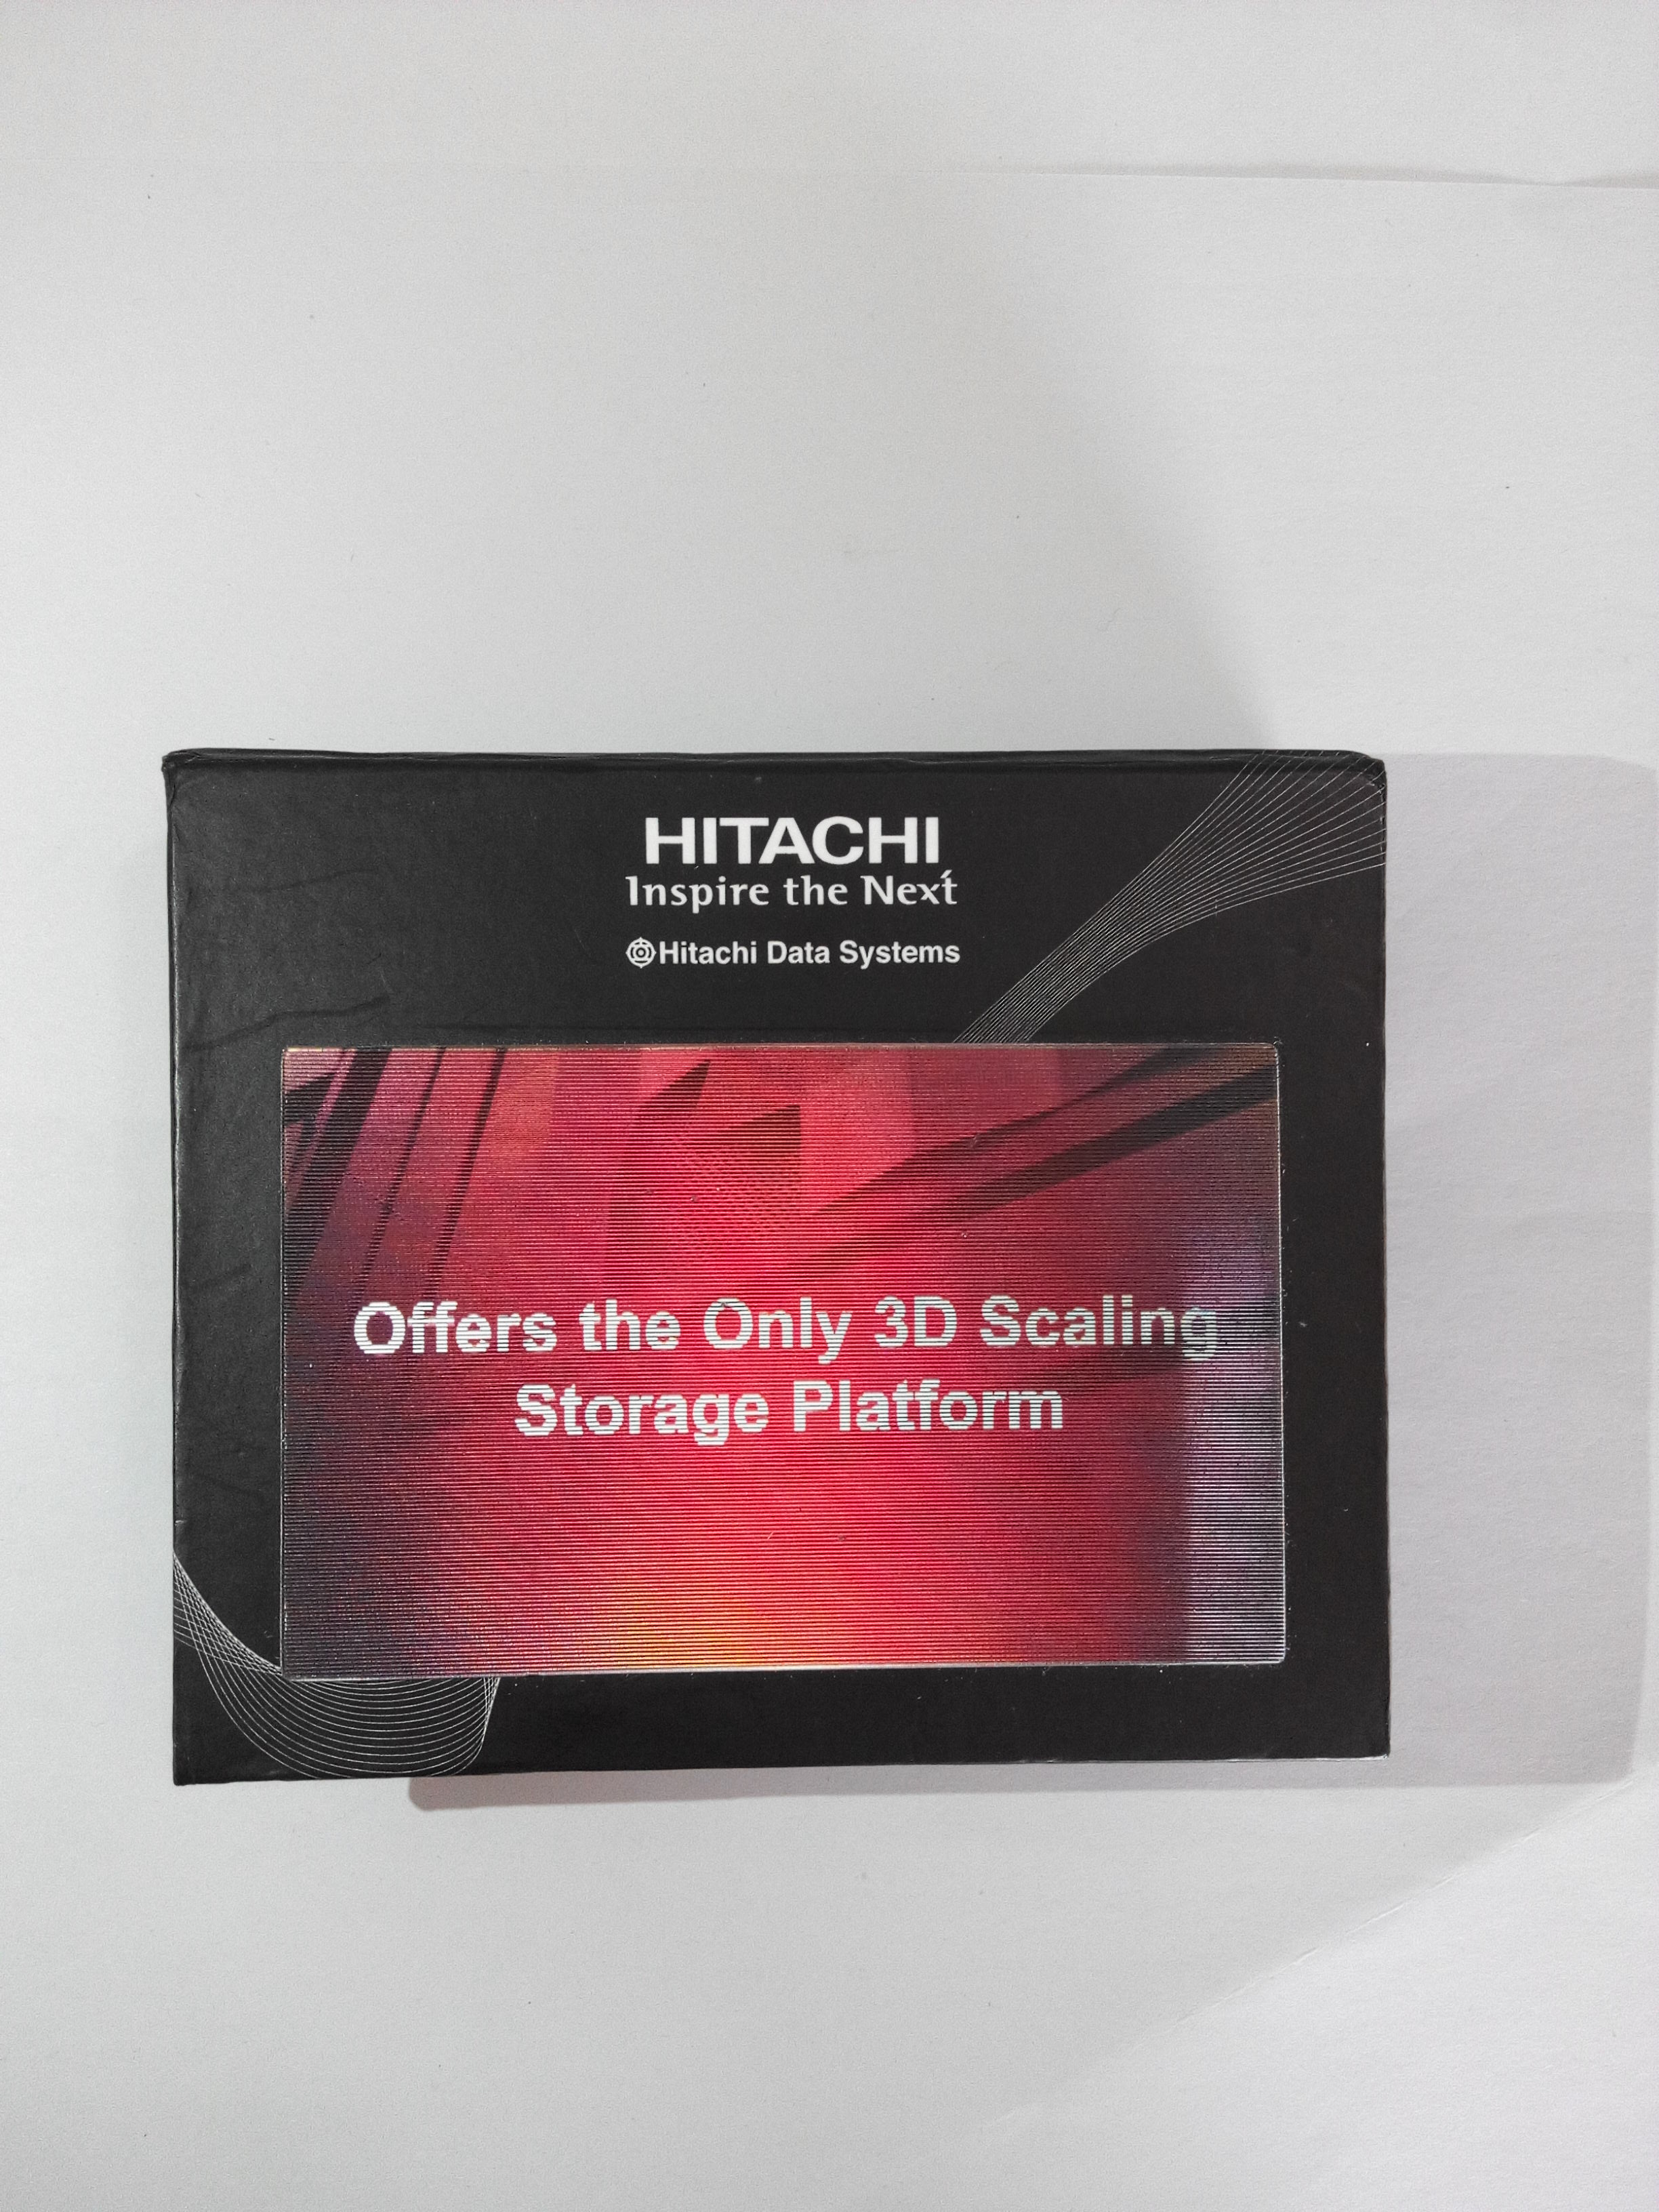 HITACHI
Inspire the Next
Hitachi Data Systems
Offers the Only 3D Scaling
Storage Platform